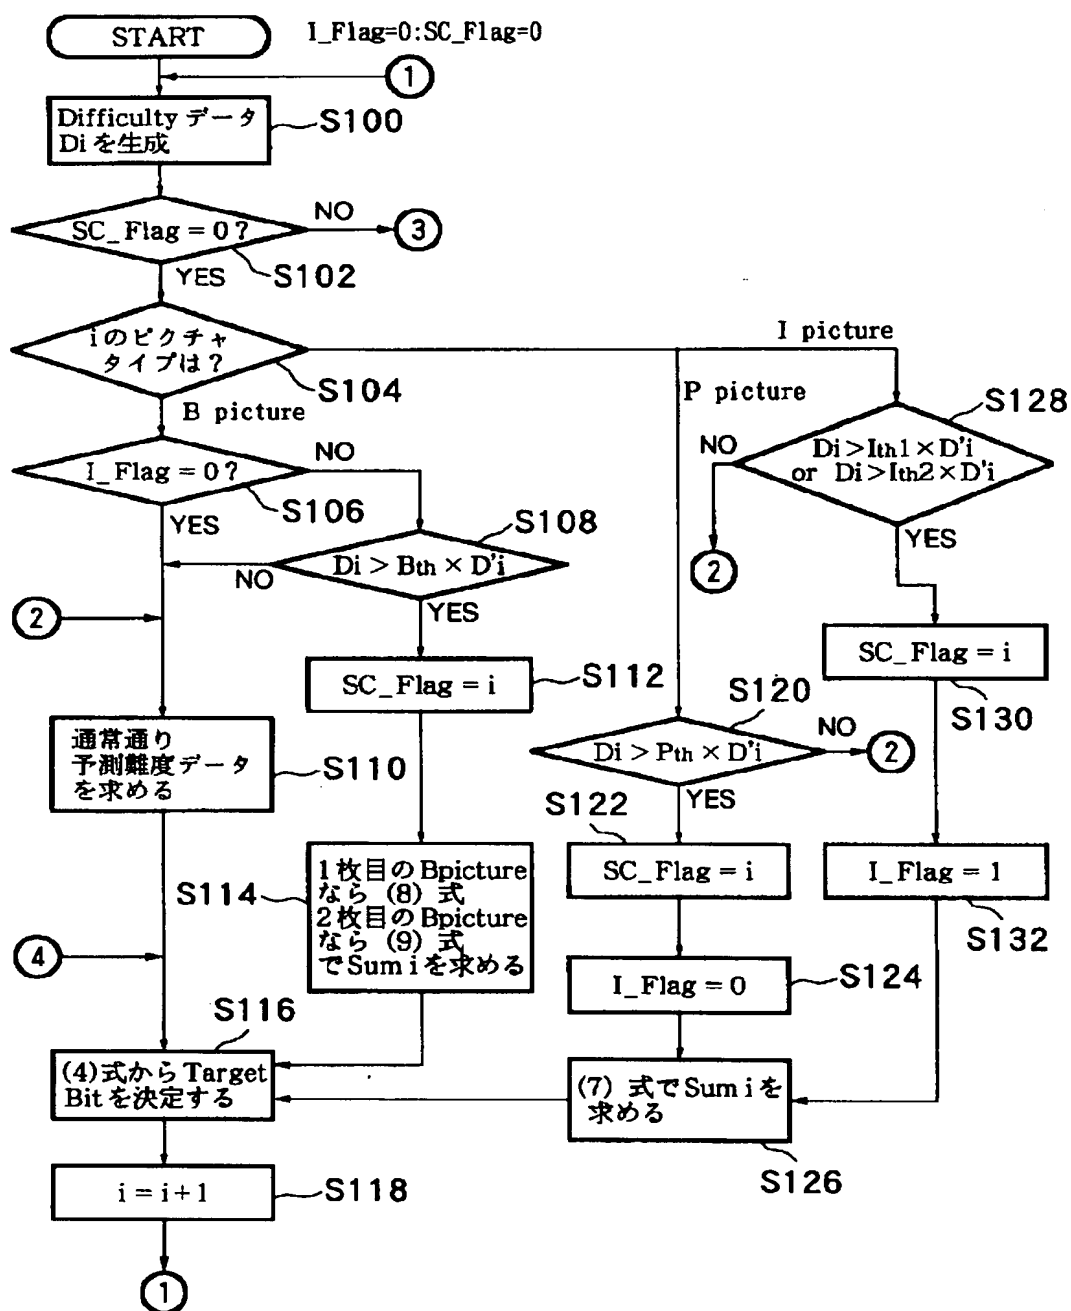 START
I_Flag=0:SC_Flag=0
1
Difficulty データ
Di を生成
S100
SC_Flag = 0?
NO
3
S102
YES
i のピクチャ
タイプは?
S104
I picture
P picture
B picture
S128
Di > Ith1 × D'i
or Di > Ith2 × D'i
NO
2
YES
I_Flag = 0?
NO
S106
YES
S108
Di > Bth × D'i
NO
YES
2
SC_Flag = i
S112
SC_Flag = i
S130
通常通り
予測難度データ
を求める
S110
S120
Di > Pth × D'i
NO
2
YES
S122
SC_Flag = i
I_Flag = 1
S132
S114
1枚目の Bpicture
なら (8) 式
2枚目の Bpicture
なら (9) 式
で Sum i を求める
4
I_Flag = 0
S124
S116
(4)式から Target
Bit を決定する
(7) 式で Sum i を
求める
S126
i = i + 1
S118
1